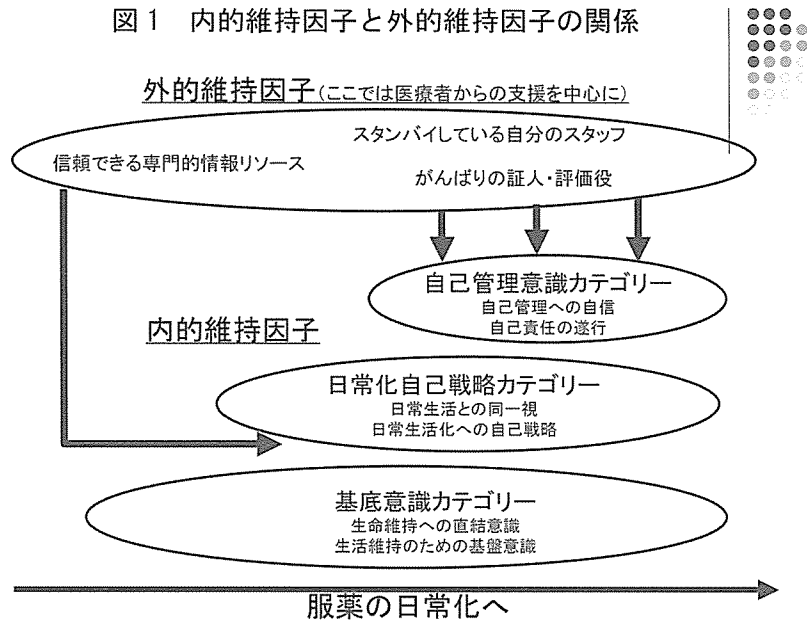 図1 内的維持因子と外的維持因子の関係
外的維持因子(ここでは医療者からの支援を中心に)
スタンバイしている自分のスタッフ
信頼できる専門的情報リソース
がんばりの証人・評価役
自己管理意識カテゴリー
自己管理への自信
自己責任の遂行
内的維持因子
日常化自己戦略カテゴリー
日常生活との同一視
日常生活化への自己戦略
基底意識カテゴリー
生命維持への直結意識
生活維持のための基盤意識
服薬の日常化へ